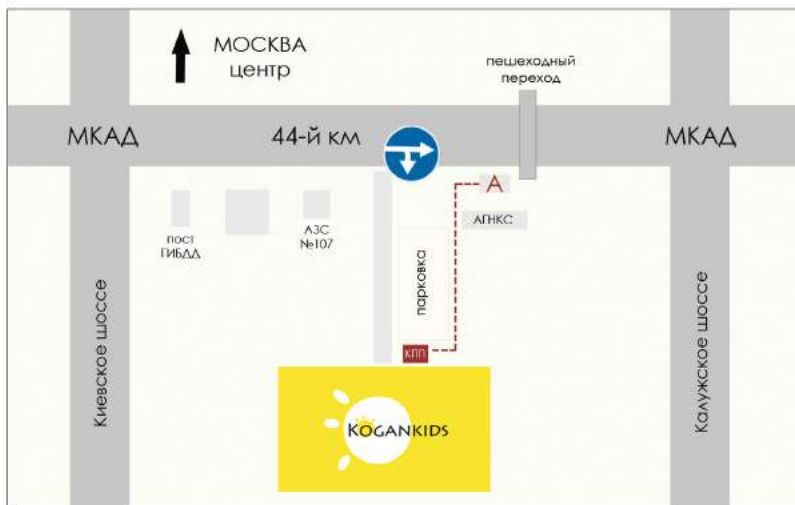 МОСКВА
центр
пешеходный
переход
МКАД
44-й км
МКАД
А
пост
ГИБДД
АЗС
№107
АГНКС
парковка
Киевское шоссе
Калужское шоссе
КПП
KOGANKIDS